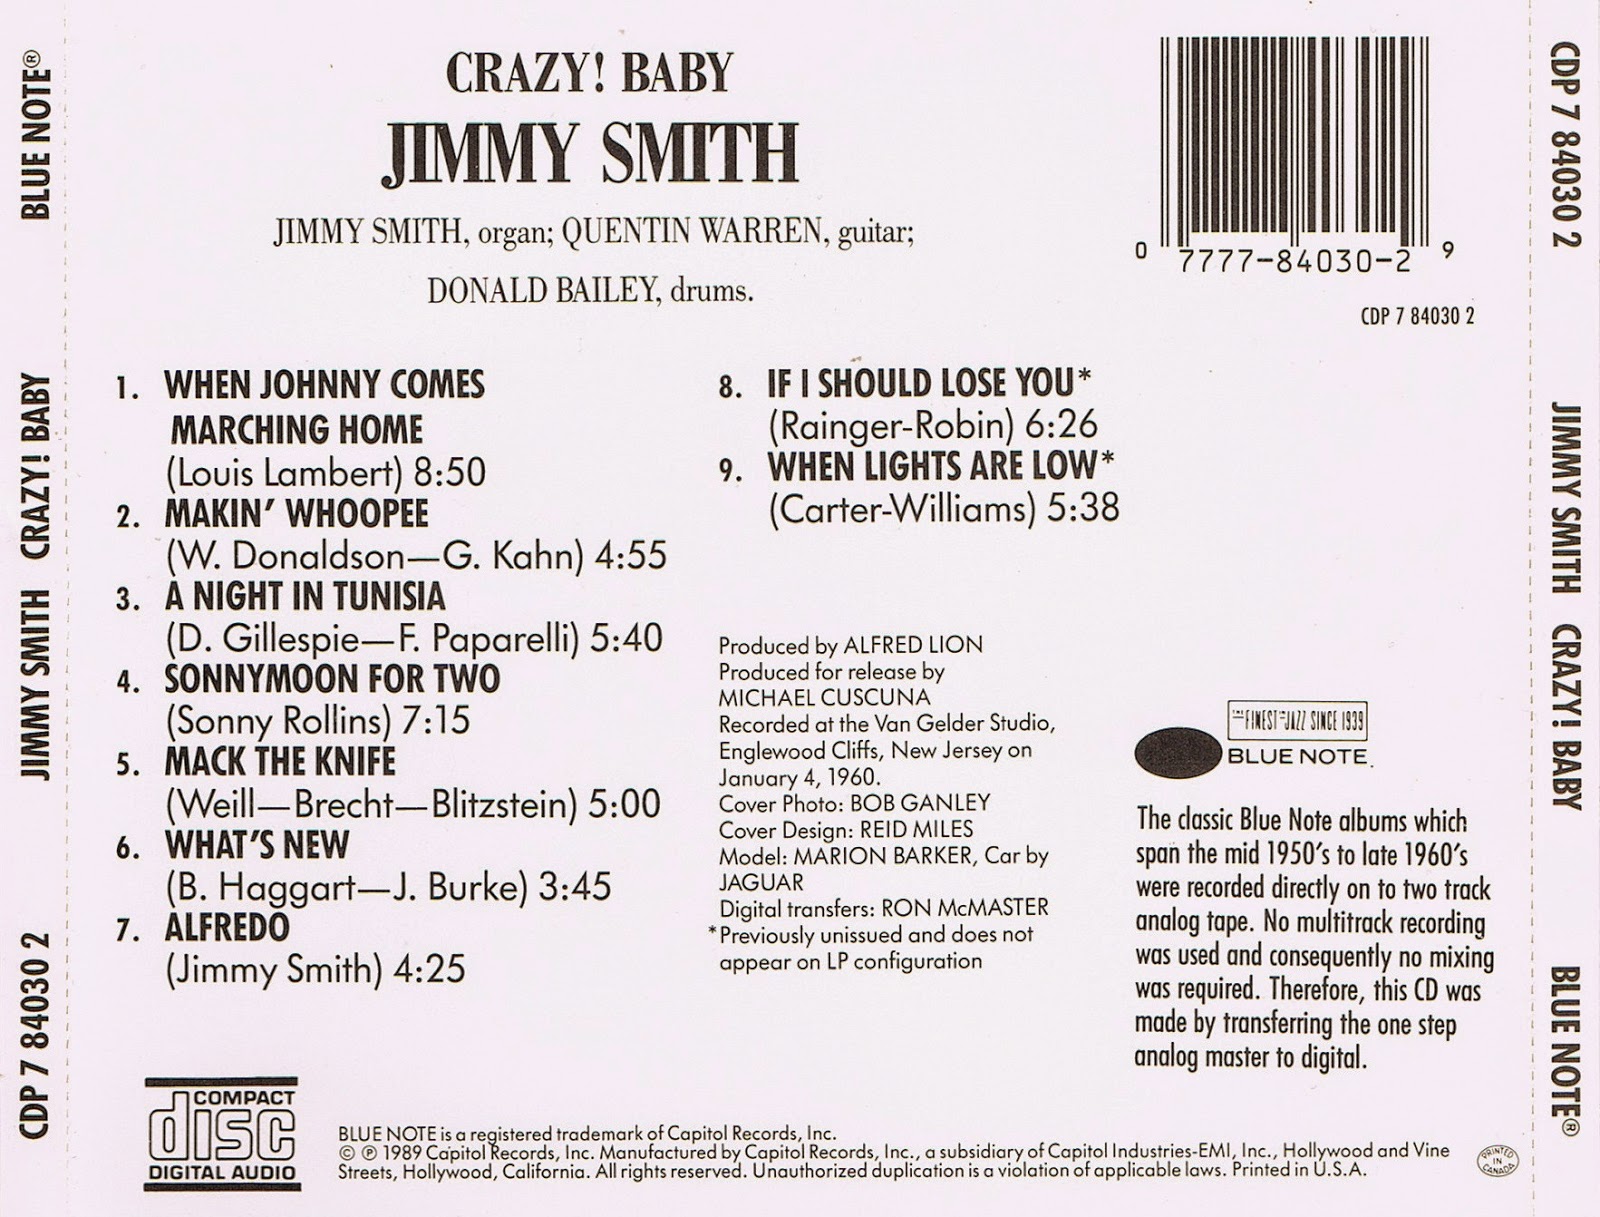 BLUE NOTE®
JIMMY SMITH CRAZY! BABY
CDP 7 84030 2
CRAZY! BABY
JIMMY SMITH
JIMMY SMITH, organ; QUENTIN WARREN, guitar;
DONALD BAILEY, drums.
0 7777-84030-2 9
CDP 7 84030 2
1. WHEN JOHNNY COMES
MARCHING HOME
(Louis Lambert) 8:50
2. MAKIN' WHOOPEE
(W. Donaldson—G. Kahn) 4:55
3. A NIGHT IN TUNISIA
(D. Gillespie—F. Paparelli) 5:40
4. SONNYMOON FOR TWO
(Sonny Rollins) 7:15
5. MACK THE KNIFE
(Weill—Brecht—Blitzstein) 5:00
6. WHAT'S NEW
(B. Haggart—J. Burke) 3:45
7. ALFREDO
(Jimmy Smith) 4:25
8. IF I SHOULD LOSE YOU*
(Rainger-Robin) 6:26
9. WHEN LIGHTS ARE LOW*
(Carter-Williams) 5:38
Produced by ALFRED LION
Produced for release by
MICHAEL CUSCUNA
Recorded at the Van Gelder Studio,
Englewood Cliffs, New Jersey on
January 4, 1960.
Cover Photo: BOB GANLEY
Cover Design: REID MILES
Model: MARION BARKER, Car by
JAGUAR
Digital transfers: RON McMASTER
*Previously unissued and does not
appear on LP configuration
THE FINEST IN JAZZ SINCE 1939
BLUE NOTE.
The classic Blue Note albums which
span the mid 1950's to late 1960's
were recorded directly on to two track
analog tape. No multitrack recording
was used and consequently no mixing
was required. Therefore, this CD was
made by transferring the one step
analog master to digital.
COMPACT
disc
DIGITAL AUDIO
BLUE NOTE is a registered trademark of Capitol Records, Inc.
© ℗ 1989 Capitol Records, Inc. Manufactured by Capitol Records, Inc., a subsidiary of Capitol Industries-EMI, Inc., Hollywood and Vine
Streets, Hollywood, California. All rights reserved. Unauthorized duplication is a violation of applicable laws. Printed in U.S.A.
PRINTED
IN
CANADA
CDP 7 84030 2
JIMMY SMITH CRAZY! BABY
BLUE NOTE®